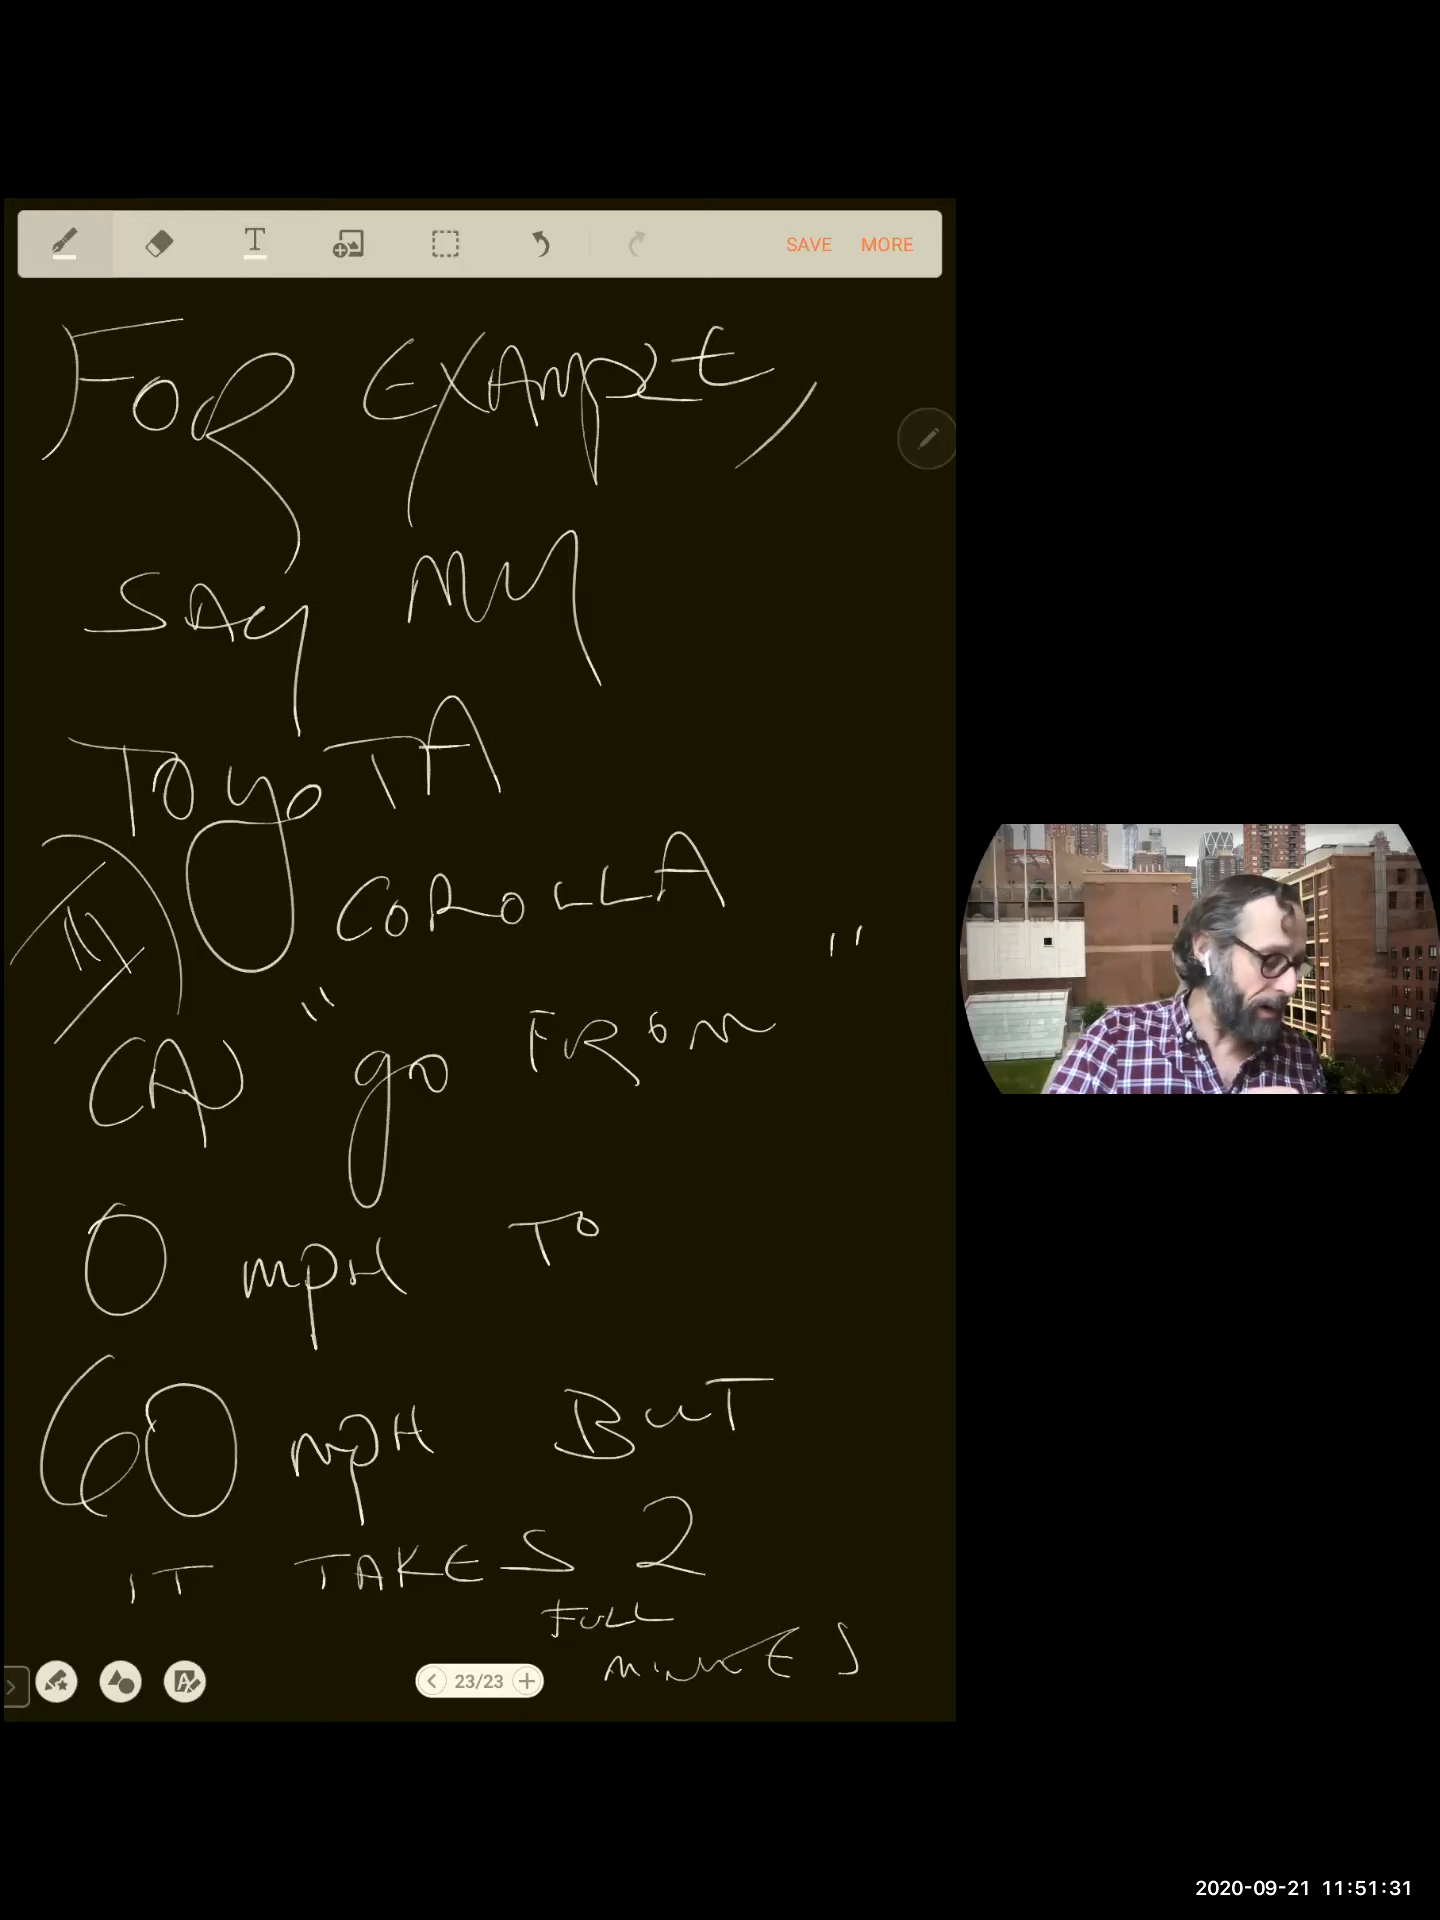 T
SAVE MORE
FOR EXAMPLE,
SAY MY
TOYOTA
COROLLA
CAN "GO FROM"
0 MPH TO
60 MPH BUT
IT TAKES 2
FULL
MINUTES
23/23
2020-09-21 11:51:31